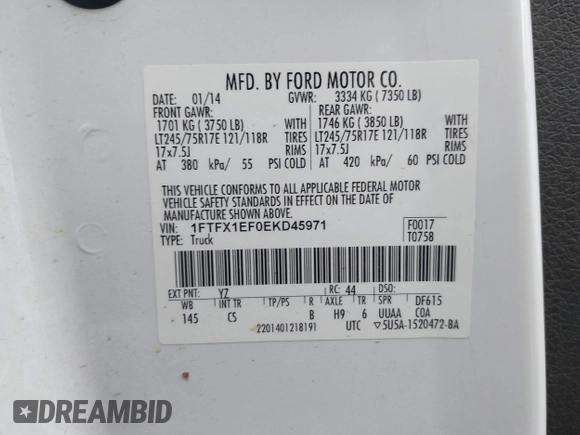 MFD. BY FORD MOTOR CO.
DATE: 01/14 GVWR: 3334 KG ( 7350 LB)
FRONT GAWR: REAR GAWR:
1701 KG ( 3750 LB) WITH 1746 KG ( 3850 LB) WITH
LT245/75R17E 121/118R TIRES LT245/75R17E 121/118R TIRES
17x7.5J RIMS 17x7.5J RIMS
AT 380 kPa/ 55 PSI COLD AT 420 kPa/ 60 PSI COLD
THIS VEHICLE CONFORMS TO ALL APPLICABLE FEDERAL MOTOR
VEHICLE SAFETY STANDARDS IN EFFECT ON THE DATE OF
MANUFACTURE SHOWN ABOVE.
VIN: 1FTFX1EF0EKD45971 F0017
TYPE: Truck T0758
EXT PNT: YZ RC: 44 DSO:
WB INT TR TP/PS R AXLE TR SPR DF615
145 CS B H9 6 UUAA COA
2201401218191 UTC ▽5U5A-1520472-BA
DREAMBID